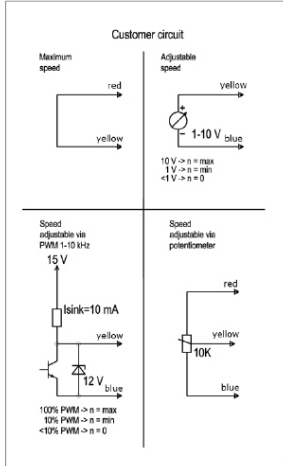 Customer circuit
Maximum
speed
red
yellow
Adjustable
speed
yellow
+
- 1-10 V
blue
10 V -> n = max
1 V -> n = min
<1 V -> n = 0
Speed
adjustable via
PWM 1-10 kHz
15 V
Isink=10 mA
yellow
12 V
blue
100% PWM -> n = max
10% PWM -> n = min
<10% PWM -> n = 0
Speed
adjustable via
potentiometer
red
yellow
10K
blue